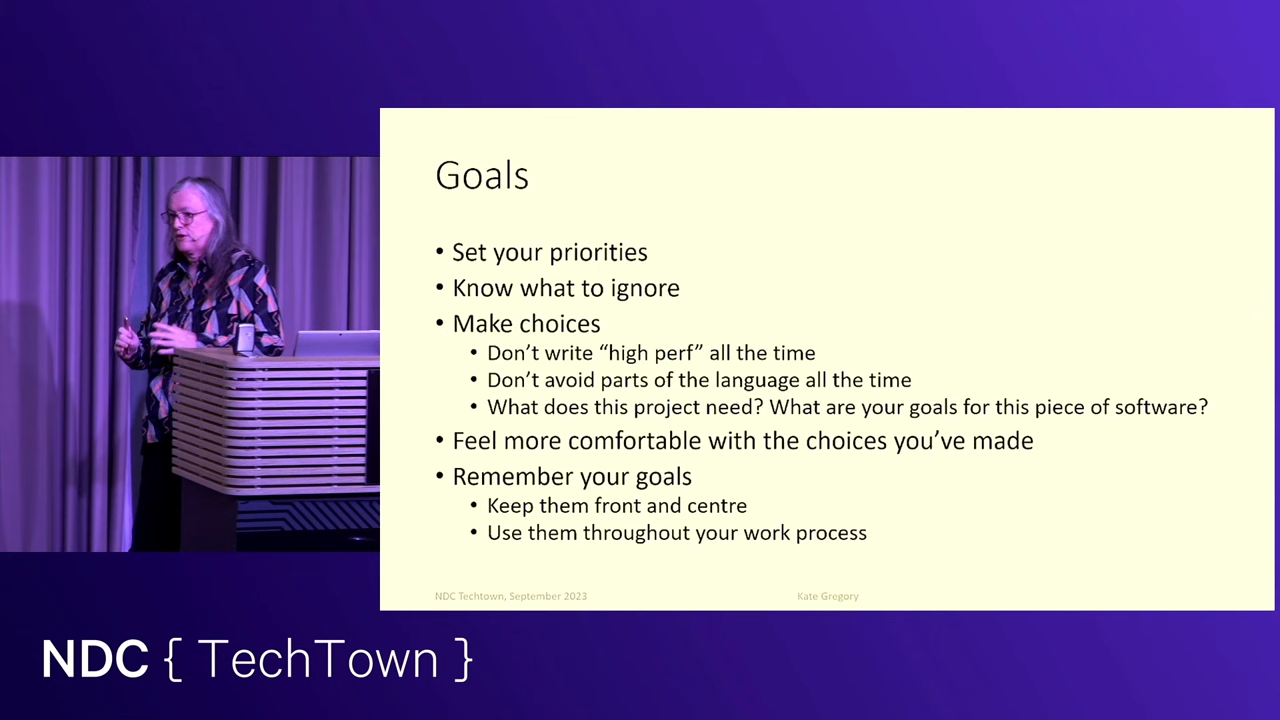 Goals
• Set your priorities
• Know what to ignore
• Make choices
• Don’t write “high perf” all the time
• Don’t avoid parts of the language all the time
• What does this project need? What are your goals for this piece of software?
• Feel more comfortable with the choices you’ve made
• Remember your goals
• Keep them front and centre
• Use them throughout your work process
NDC Techtown, September 2023
Kate Gregory
NDC { TechTown }